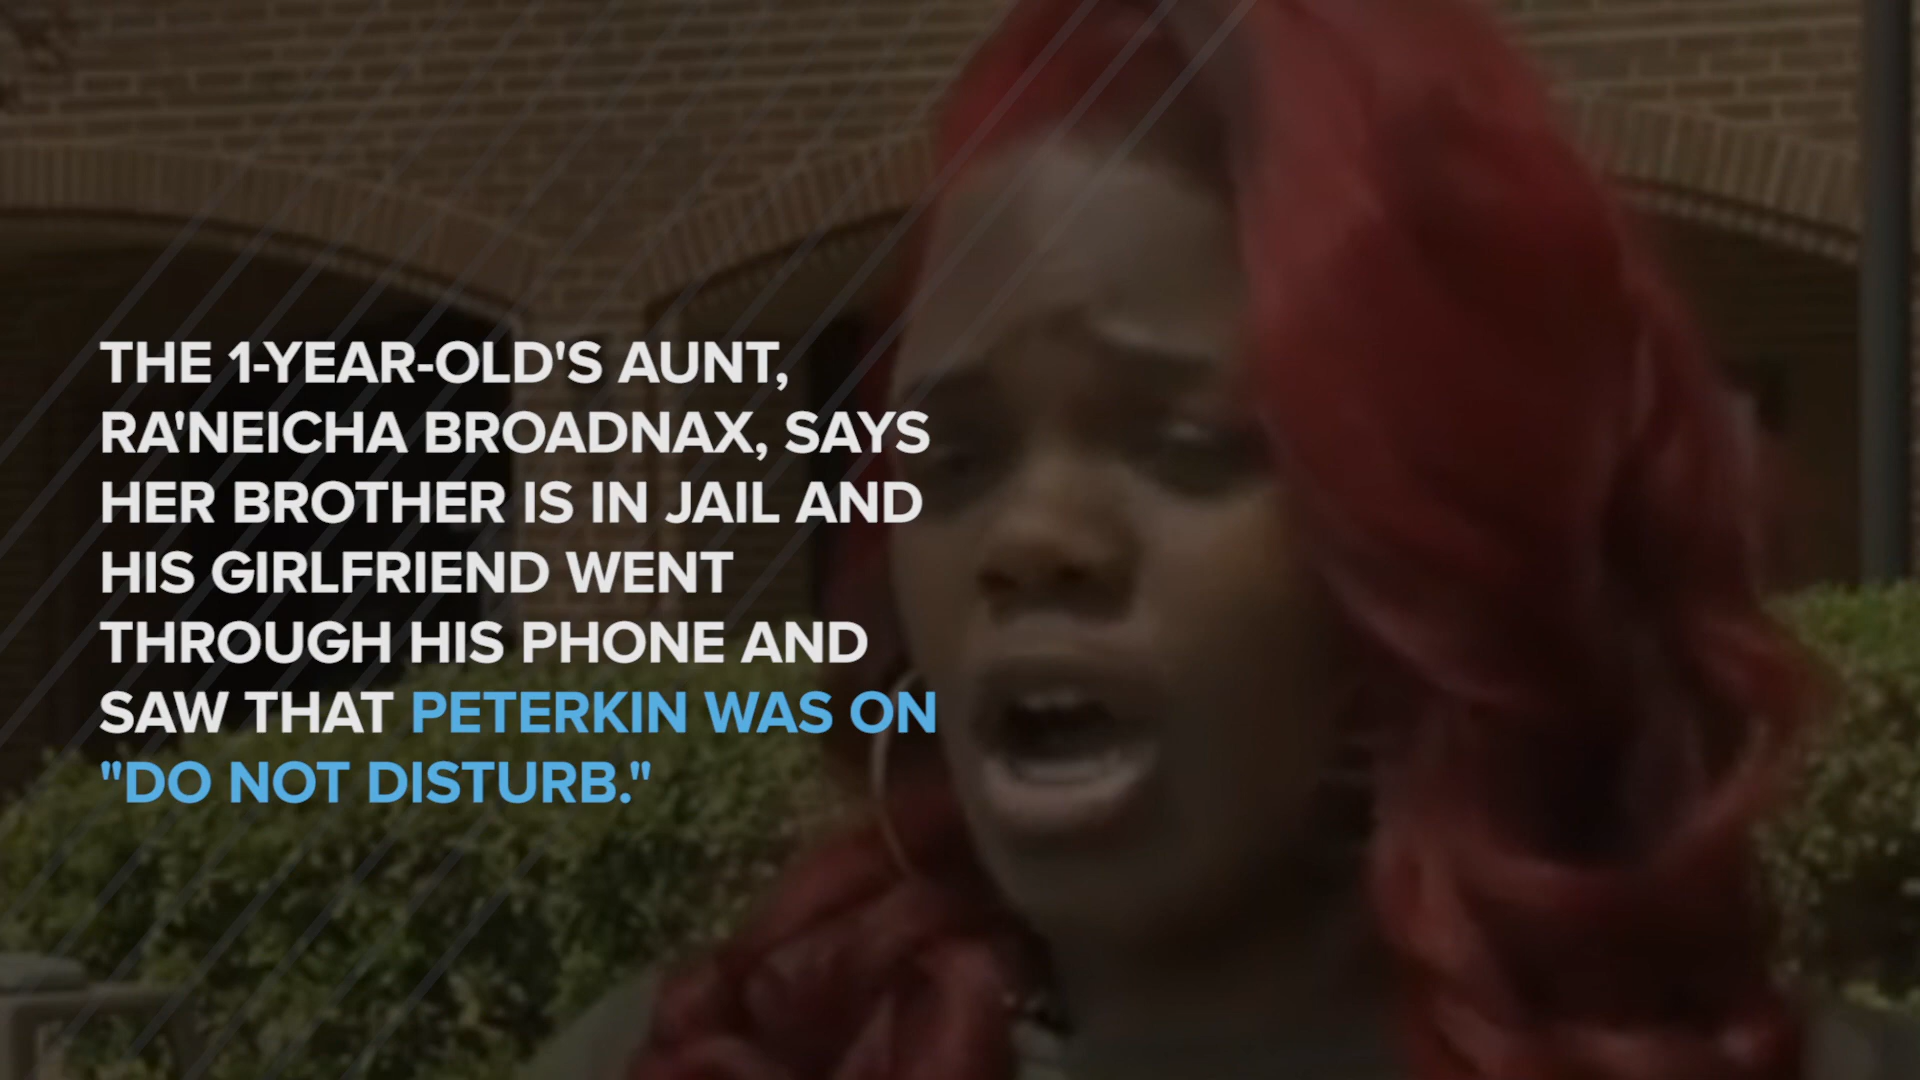 THE 1-YEAR-OLD'S AUNT,
RA'NEICHA BROADNAX, SAYS
HER BROTHER IS IN JAIL AND
HIS GIRLFRIEND WENT
THROUGH HIS PHONE AND
SAW THAT PETERKIN WAS ON
"DO NOT DISTURB."